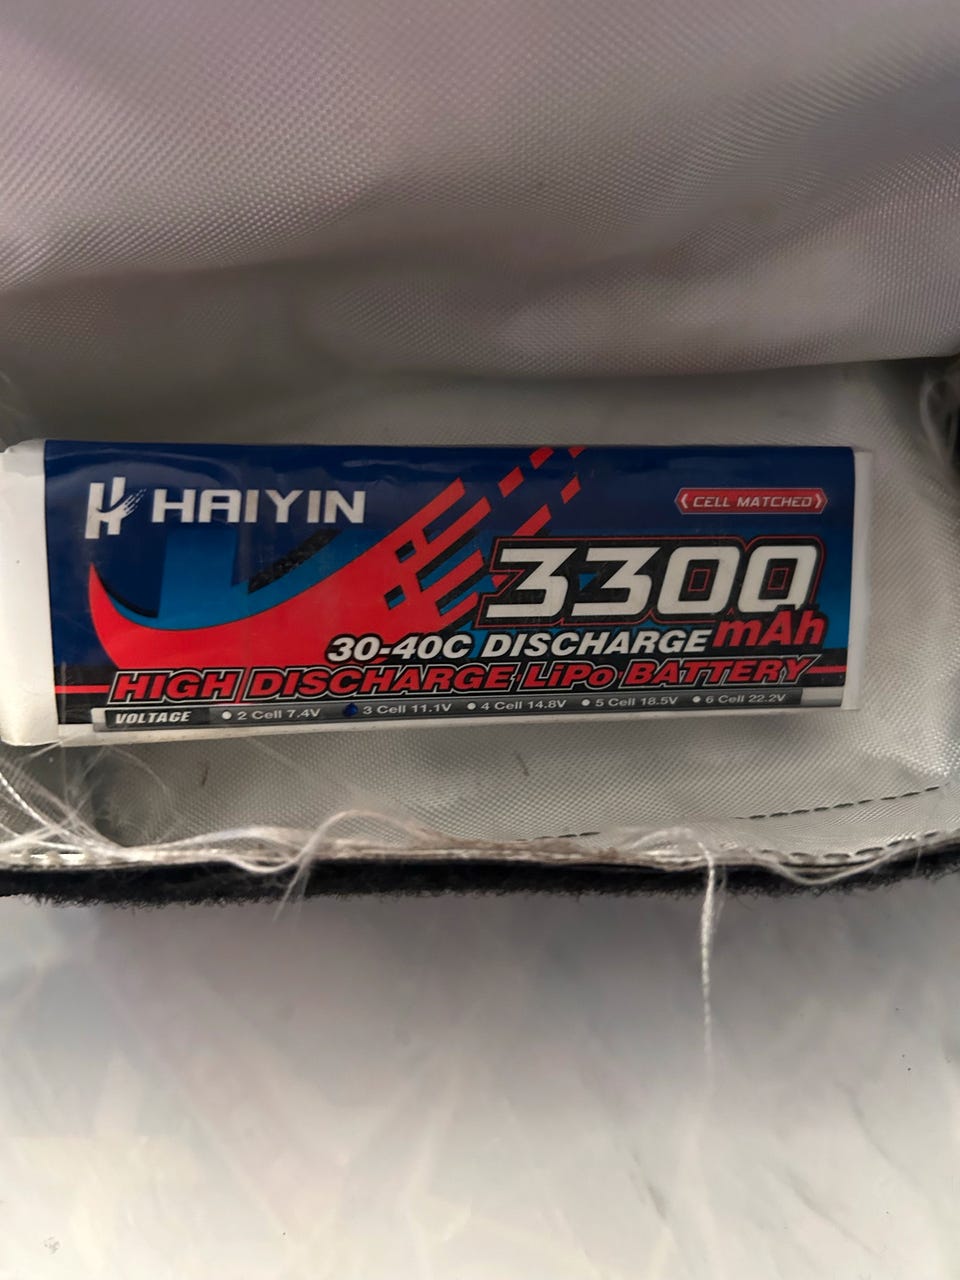 HAIYIN
CELL MATCHED
3300 mAh
30-40C DISCHARGE
HIGH DISCHARGE LiPo BATTERY
VOLTAGE 2 Cell 7.4V 3 Cell 11.1V 4 Cell 14.8V 5 Cell 18.5V 6 Cell 22.2V